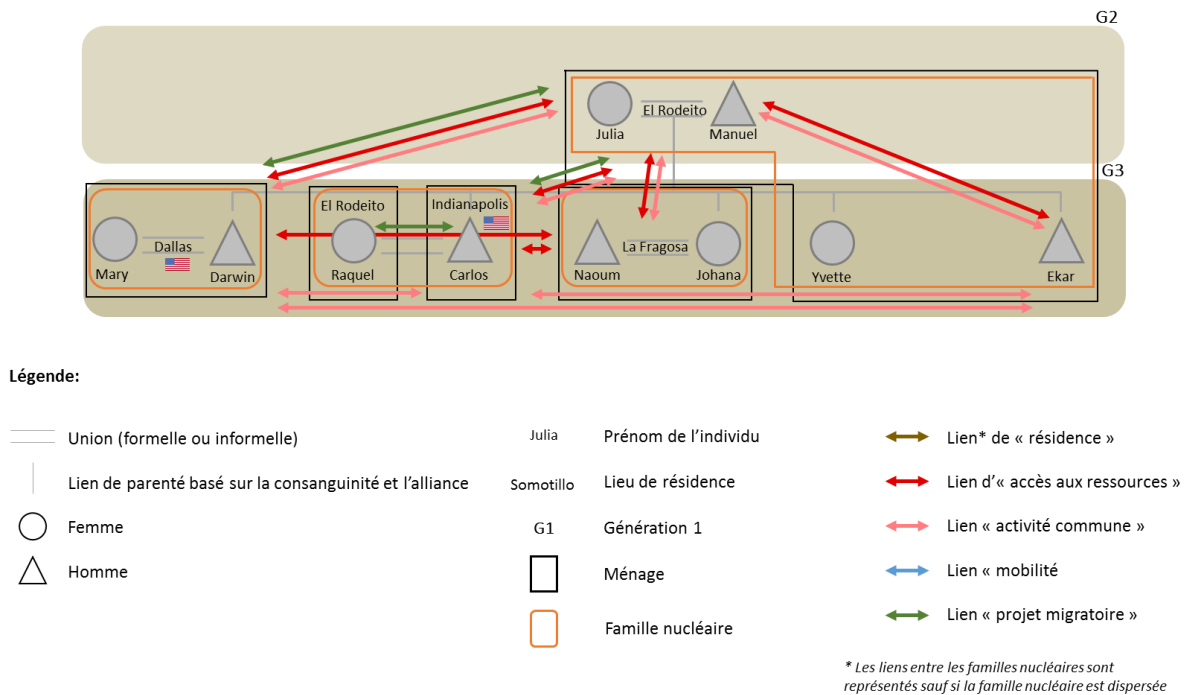 G2
El Rodeito
Julia
Manuel
G3
El Rodeito
Indianapolis
Dallas
La Fragosa
Mary
Darwin
Raquel
Carlos
Naoum
Johana
Yvette
Ekar
Légende:
Union (formelle ou informelle)
Lien de parenté basé sur la consanguinité et l’alliance
Femme
Homme
Julia
Prénom de l’individu
Somotillo
Lieu de résidence
G1
Génération 1
Ménage
Famille nucléaire
Lien* de « résidence »
Lien d’« accès aux ressources »
Lien « activité commune »
Lien « mobilité
Lien « projet migratoire »
* Les liens entre les familles nucléaires sont
représentés sauf si la famille nucléaire est dispersée